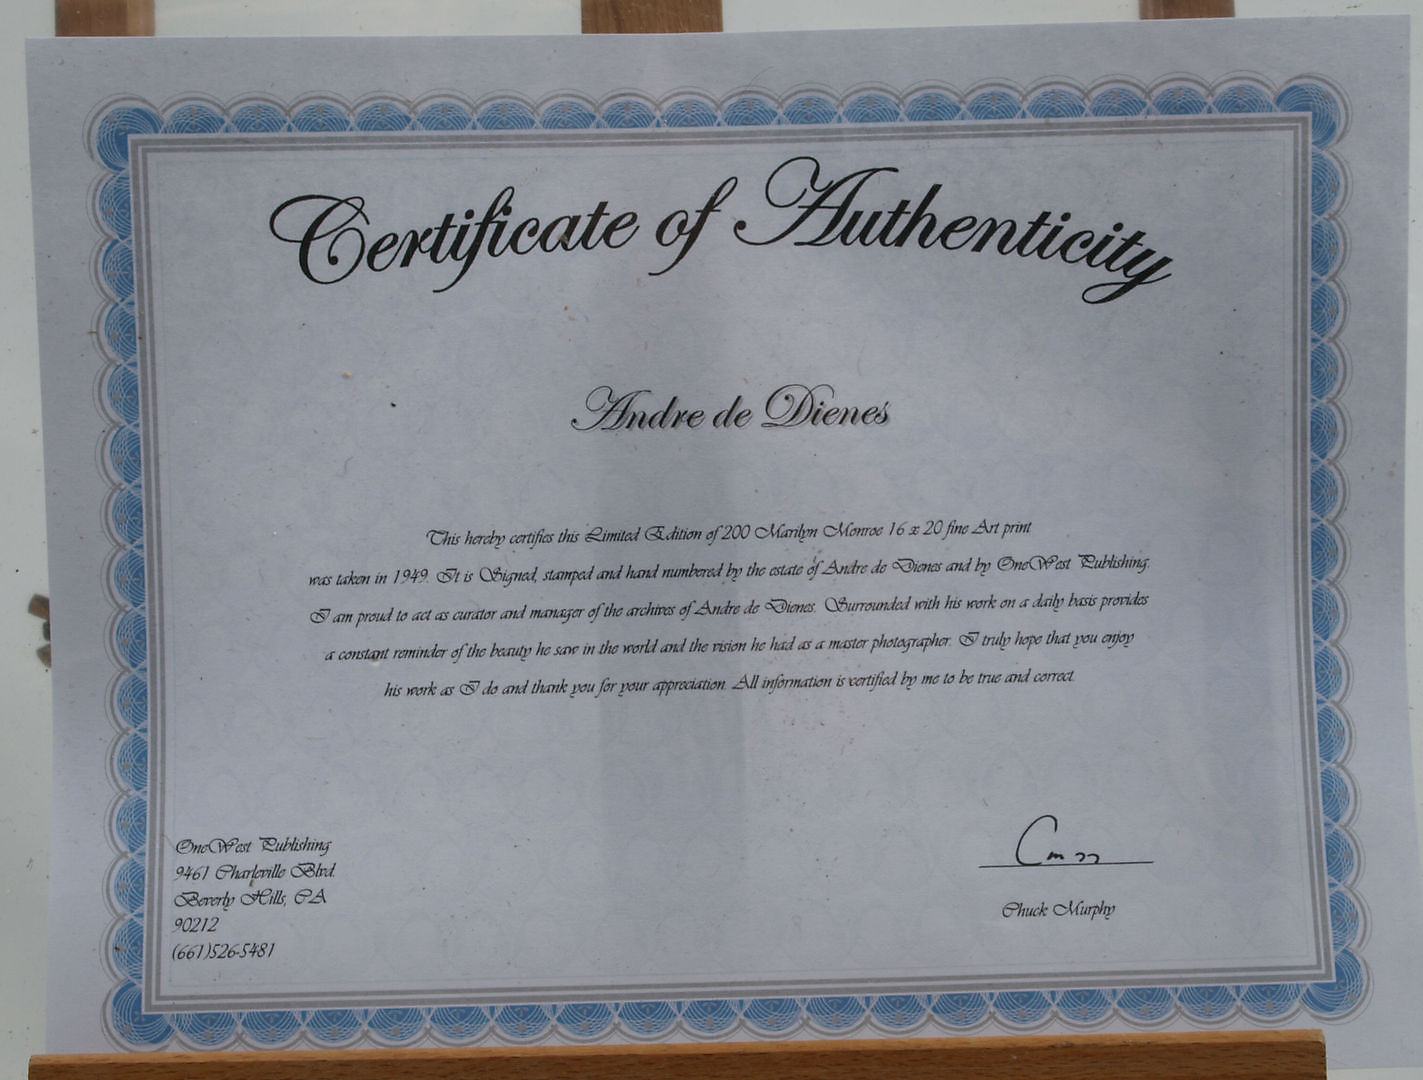 Certificate of Authenticity
Andre de Dienes
This hereby certifies this Limited Edition of 200 Marilyn Monroe 16 x 20 fine Art print
was taken in 1949. It is Signed, stamped and hand numbered by the estate of Andre de Dienes and by OneWest Publishing.
I am proud to act as curator and manager of the archives of Andre de Dienes. Surrounded with his work on a daily basis provides
a constant reminder of the beauty he saw in the world and the vision he had as a master photographer. I truly hope that you enjoy
his work as I do and thank you for your appreciation. All information is certified by me to be true and correct.
OneWest Publishing
9461 Charleville Blvd.
Beverly Hills, CA
90212
(661)526-5481
Chuck Murphy